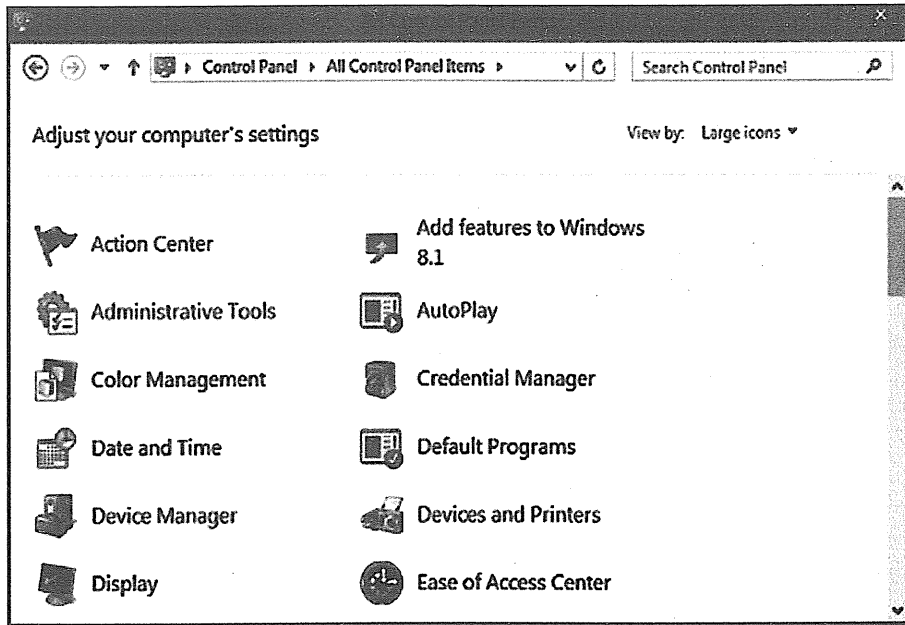 Control Panel All Control Panel Items
Search Control Panel
Adjust your computer's settings
View by: Large icons
Action Center
Add features to Windows
8.1
Administrative Tools
AutoPlay
Color Management
Credential Manager
Date and Time
Default Programs
Device Manager
Devices and Printers
Display
Ease of Access Center